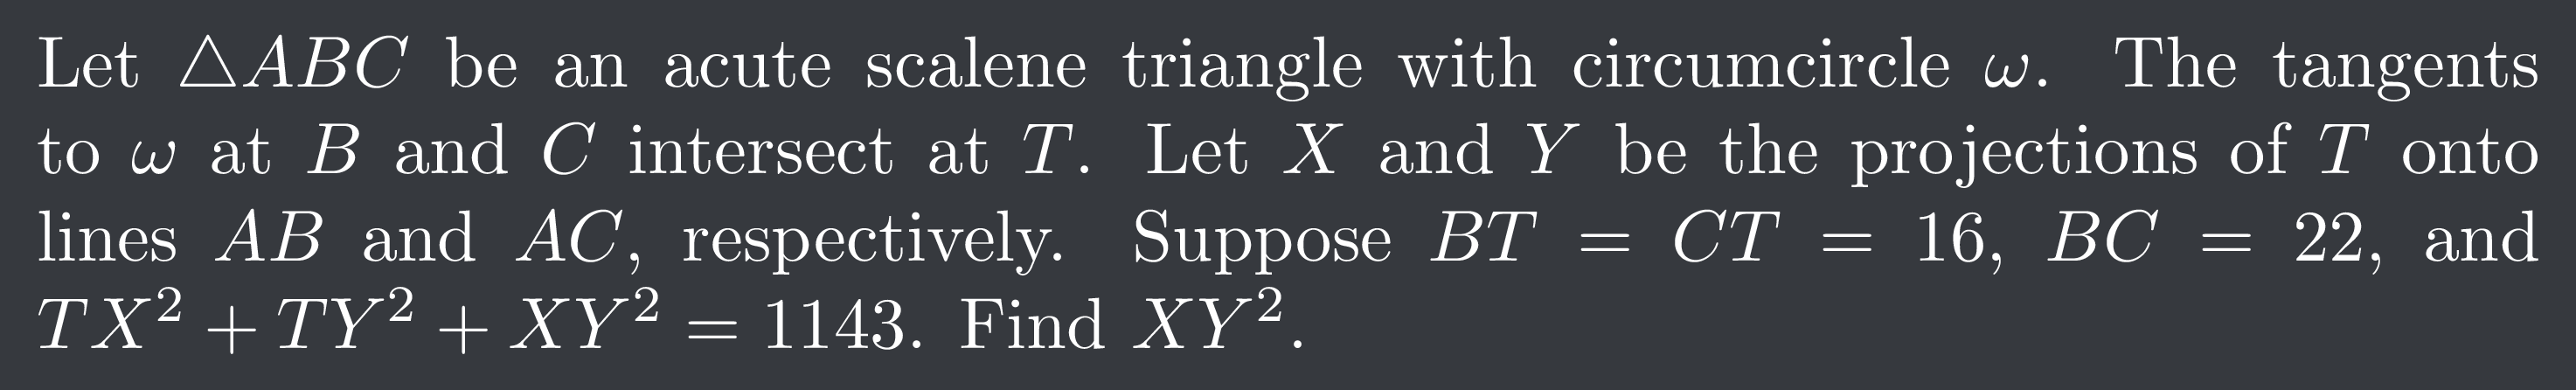 Let △ABC be an acute scalene triangle with circumcircle ω. The tangents
to ω at B and C intersect at T. Let X and Y be the projections of T onto
lines AB and AC, respectively. Suppose BT = CT = 16, BC = 22, and
TX² + TY² + XY² = 1143. Find XY².